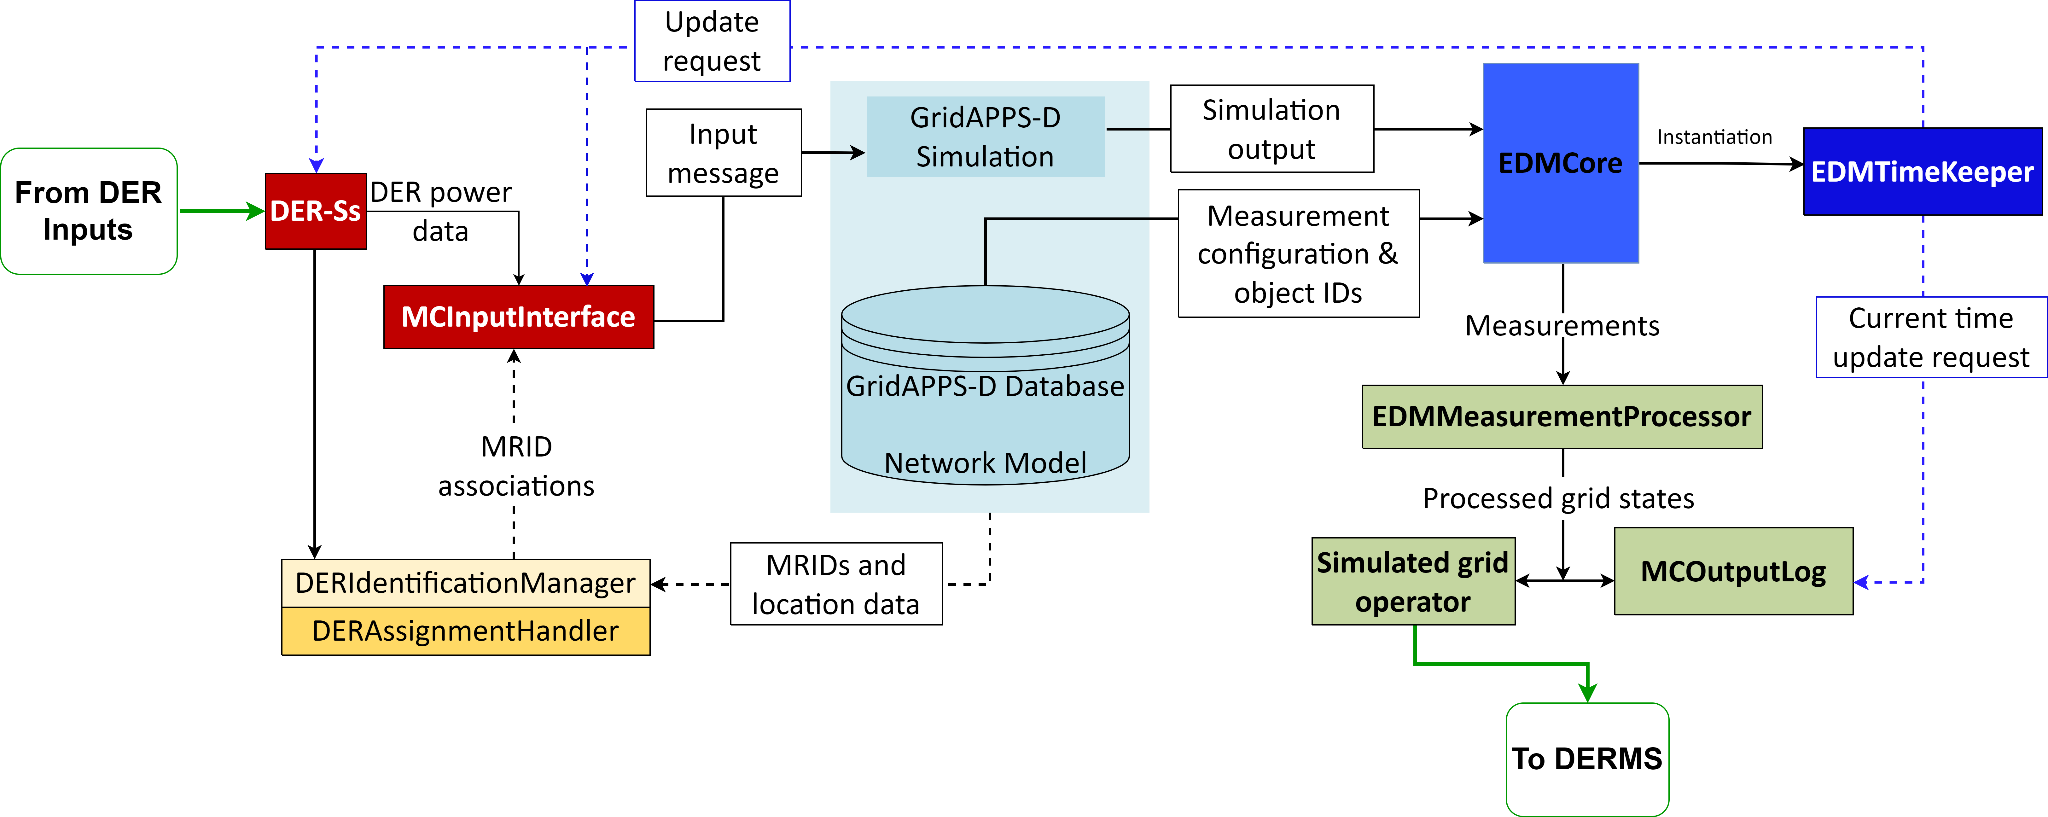 Update
request
From DER
Inputs
DER-Ss
DER power
data
MCInputInterface
Input
message
GridAPPS-D
Simulation
Simulation
output
EDMCore
Instantiation
EDMTimeKeeper
Measurement
configuration &
object IDs
GridAPPS-D Database
Network Model
Measurements
Current time
update request
EDMMeasurementProcessor
MRID
associations
Processed grid states
DERIdentificationManager
DERAssignmentHandler
MRIDs and
location data
Simulated grid
operator
MCOutputLog
To DERMS